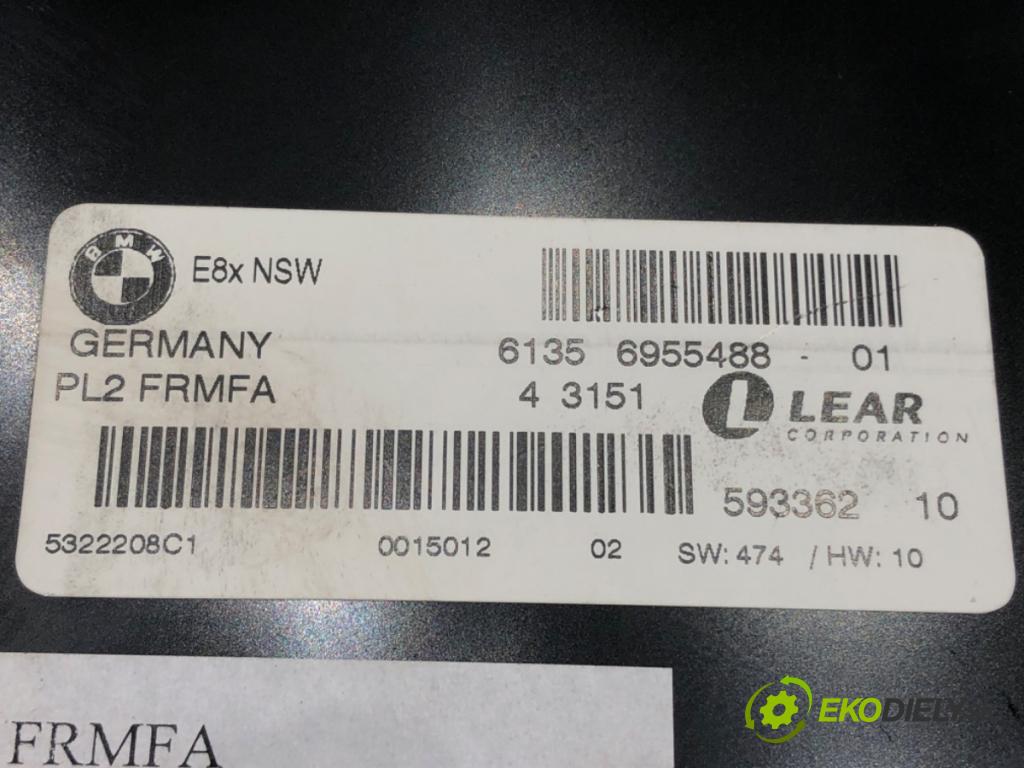 BMW
E8x NSW
GERMANY
6135 6955488 - 01
PL2 FRMFA
4 3151
LEAR
CORPORATION
593362 10
5322208C1 0015012 02 SW: 474 / HW: 10
FRMFA
EKODIELY